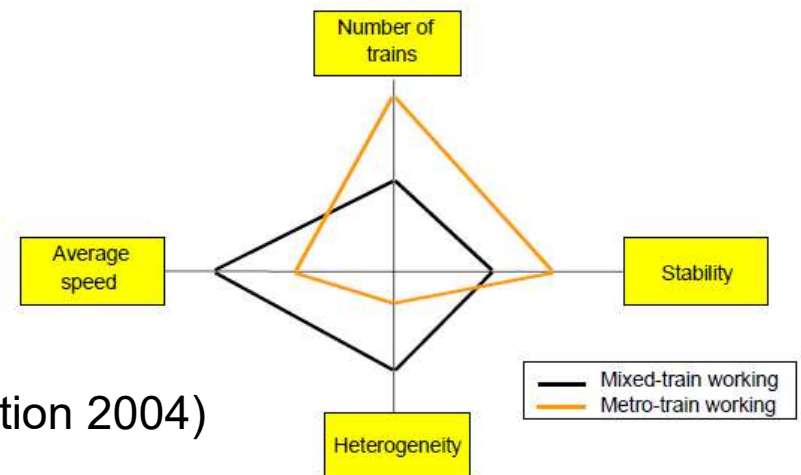 Number of
trains
Average
speed
Stability
Mixed-train working
Metro-train working
tion 2004)
Heterogeneity